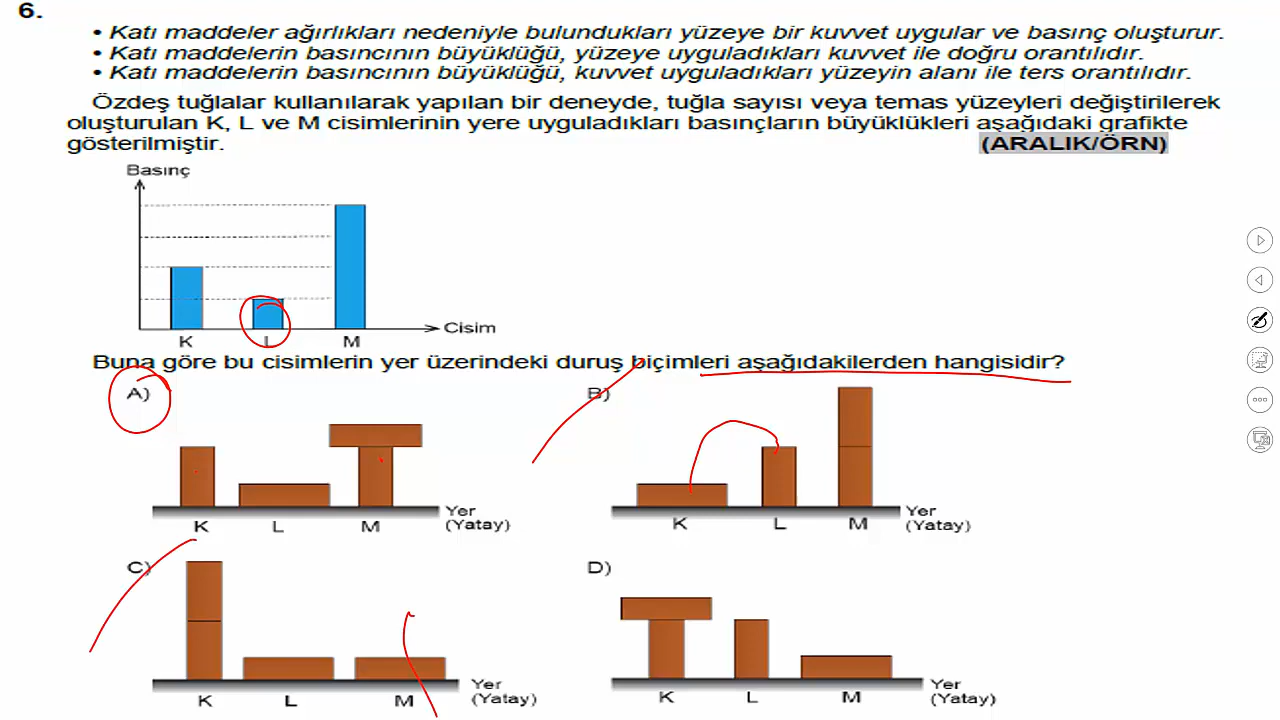 6.
• Katı maddeler ağırlıkları nedeniyle bulundukları yüzeye bir kuvvet uygular ve basınç oluşturur.
• Katı maddelerin basıncının büyüklüğü, yüzeye uyguladıkları kuvvet ile doğru orantılıdır.
• Katı maddelerin basıncının büyüklüğü, kuvvet uyguladıkları yüzeyin alanı ile ters orantılıdır.
Özdeş tuğlalar kullanılarak yapılan bir deneyde, tuğla sayısı veya temas yüzeyleri değiştirilerek
oluşturulan K, L ve M cisimlerinin yere uyguladıkları basınçların büyüklükleri aşağıdaki grafikte
gösterilmiştir. (ARALIK/ÖRN)
Basınç
Cisim
K L M
Buna göre bu cisimlerin yer üzerindeki duruş biçimleri aşağıdakilerden hangisidir?
A)
K L M
Yer
(Yatay)
B)
K L M
Yer
(Yatay)
C)
K L M
Yer
(Yatay)
D)
K L M
Yer
(Yatay)